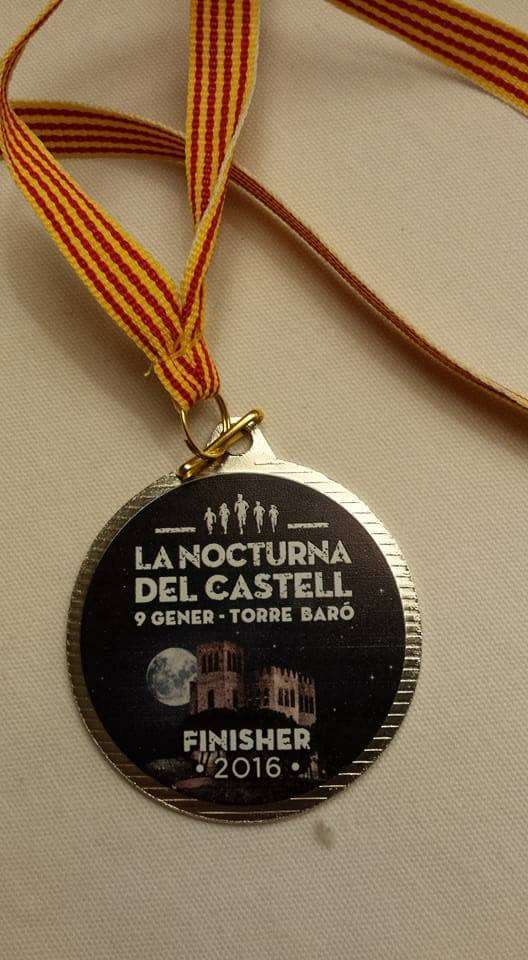 LA NOCTURNA
DEL CASTELL
9 GENER - TORRE BARÓ
FINISHER
• 2016 •